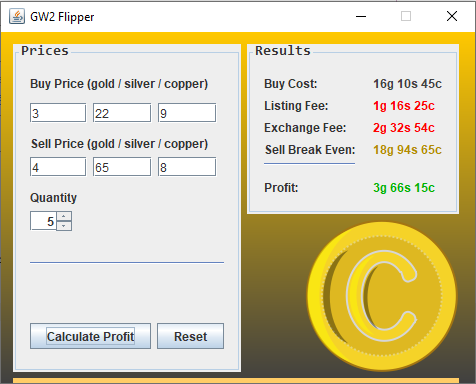 GW2 Flipper
Prices
Buy Price (gold / silver / copper)
3 22 9
Sell Price (gold / silver / copper)
4 65 8
Quantity
5
Calculate Profit Reset
Results
Buy Cost: 16g 10s 45c
Listing Fee: 1g 16s 25c
Exchange Fee: 2g 32s 54c
Sell Break Even: 18g 94s 65c
Profit: 3g 66s 15c
C